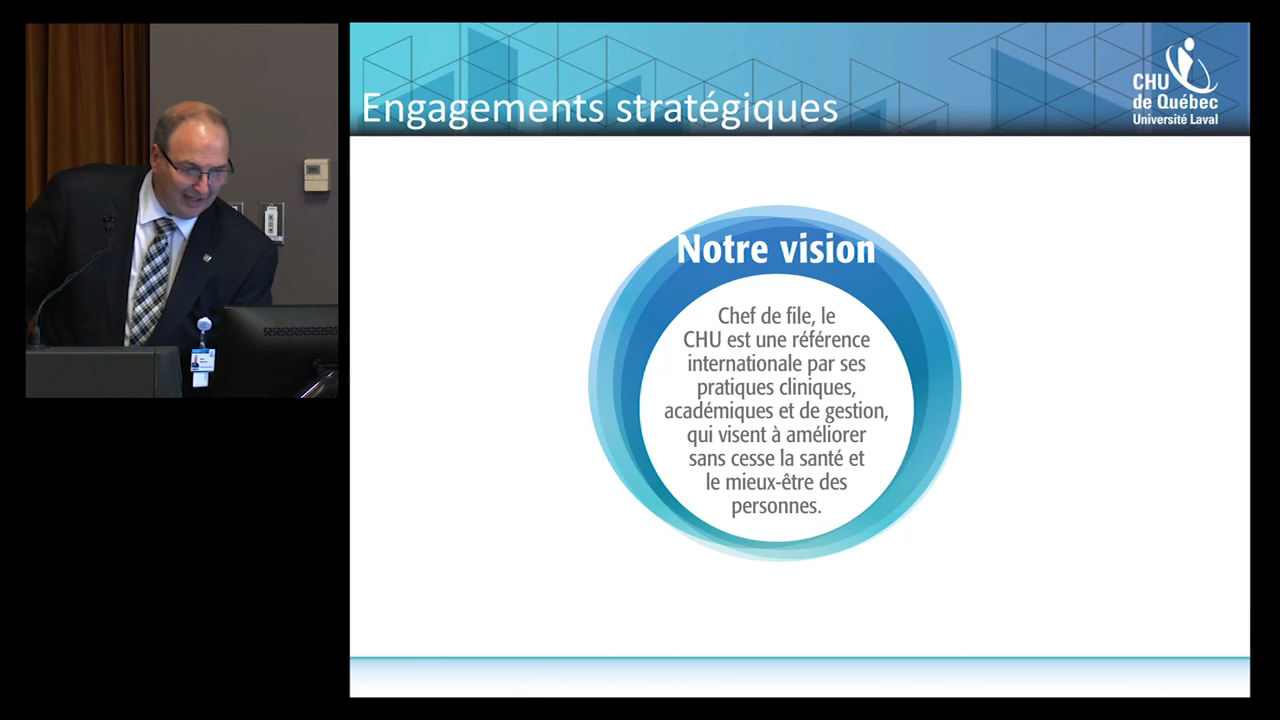 Engagements stratégiques
CHU
de Québec
Université Laval
Notre vision
Chef de file, le
CHU est une référence
internationale par ses
pratiques cliniques,
académiques et de gestion,
qui visent à améliorer
sans cesse la santé et
le mieux-être des
personnes.